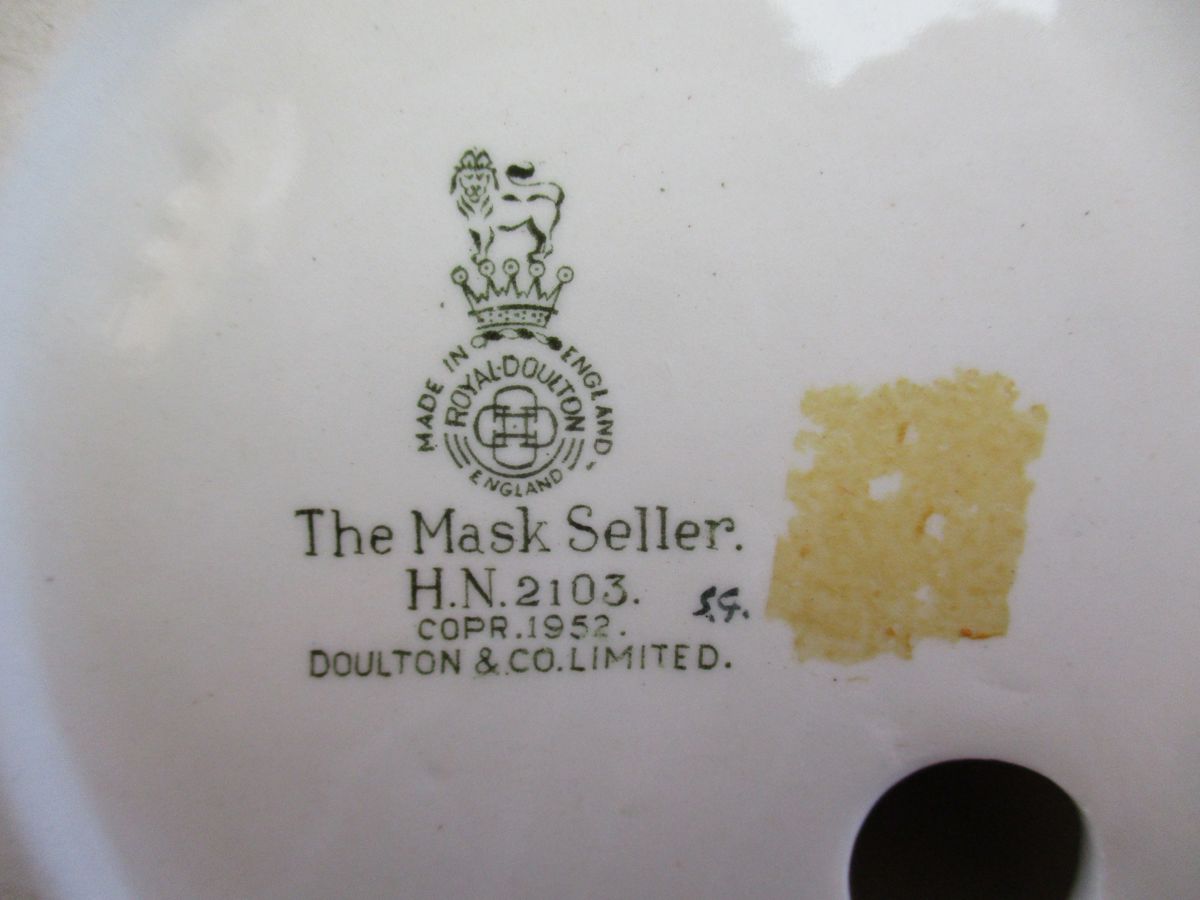 MADE IN ENGLAND.
ROYAL·DOULTON
ENGLAND
The Mask Seller.
H.N.2103.
S.G.
COPR.1952.
DOULTON & CO.LIMITED.